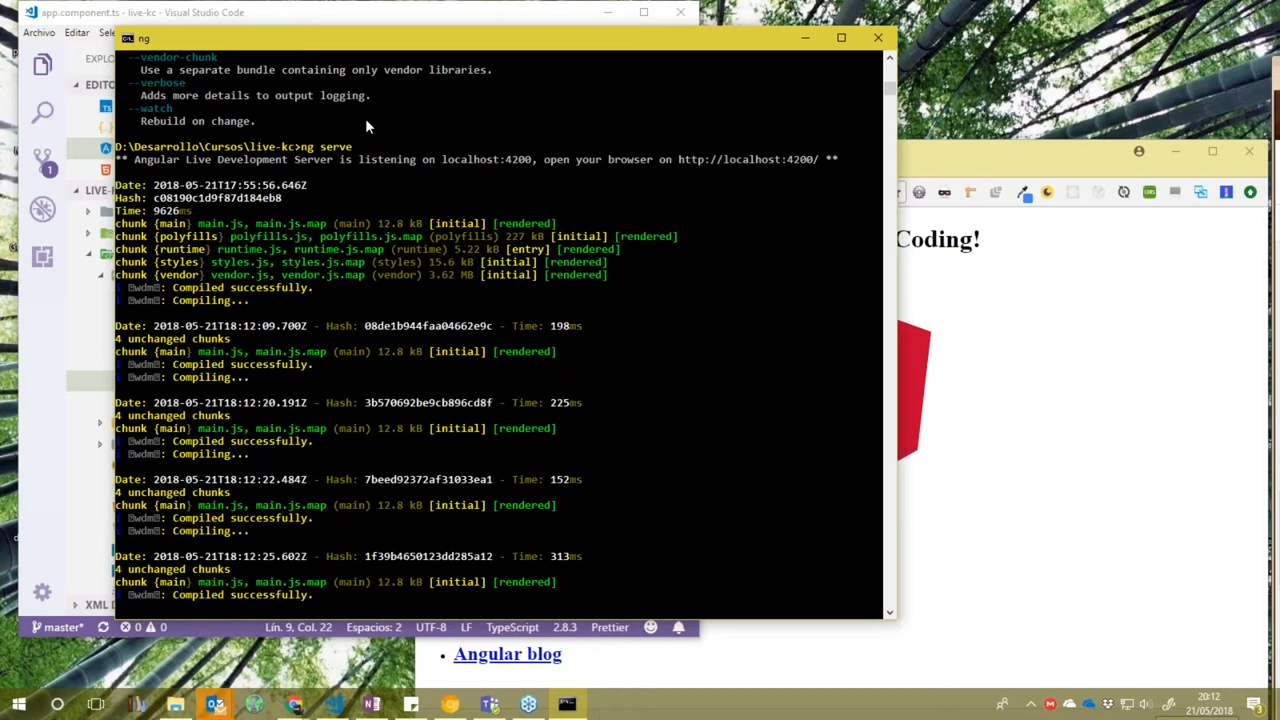 app.component.ts - live-kc - Visual Studio Code
Archivo Editar Sele
ng
EXPLO
EDITO
TS
LIVE-
XML D
--vendor-chunk
Use a separate bundle containing only vendor libraries.
--verbose
Adds more details to output logging.
--watch
Rebuild on change.
D:\Desarrollo\Cursos\live-kc>ng serve
** Angular Live Development Server is listening on localhost:4200, open your browser on http://localhost:4200/ **
Date: 2018-05-21T17:55:56.646Z
Hash: c08190c1d9f87d184eb8
Time: 9626ms
chunk {main} main.js, main.js.map (main) 12.8 kB [initial] [rendered]
chunk {polyfills} polyfills.js, polyfills.js.map (polyfills) 227 kB [initial] [rendered]
chunk {runtime} runtime.js, runtime.js.map (runtime) 5.22 kB [entry] [rendered]
chunk {styles} styles.js, styles.js.map (styles) 15.6 kB [initial] [rendered]
chunk {vendor} vendor.js, vendor.js.map (vendor) 3.62 MB [initial] [rendered]
i ｢wdm｣: Compiled successfully.
i ｢wdm｣: Compiling...
Date: 2018-05-21T18:12:09.700Z - Hash: 08de1b944faa04662e9c - Time: 198ms
4 unchanged chunks
chunk {main} main.js, main.js.map (main) 12.8 kB [initial] [rendered]
i ｢wdm｣: Compiled successfully.
i ｢wdm｣: Compiling...
Date: 2018-05-21T18:12:20.191Z - Hash: 3b570692be9cb896cd8f - Time: 225ms
4 unchanged chunks
chunk {main} main.js, main.js.map (main) 12.8 kB [initial] [rendered]
i ｢wdm｣: Compiled successfully.
i ｢wdm｣: Compiling...
Date: 2018-05-21T18:12:22.484Z - Hash: 7beed92372af31033ea1 - Time: 152ms
4 unchanged chunks
chunk {main} main.js, main.js.map (main) 12.8 kB [initial] [rendered]
i ｢wdm｣: Compiled successfully.
i ｢wdm｣: Compiling...
Date: 2018-05-21T18:12:25.602Z - Hash: 1f39b4650123dd285a12 - Time: 313ms
4 unchanged chunks
chunk {main} main.js, main.js.map (main) 12.8 kB [initial] [rendered]
i ｢wdm｣: Compiled successfully.
CORS
Coding!
1
master* 0 0 Lín. 9, Col. 22 Espacios: 2 UTF-8 LF TypeScript 2.8.3 Prettier
Angular blog
20:12
21/05/2018
3